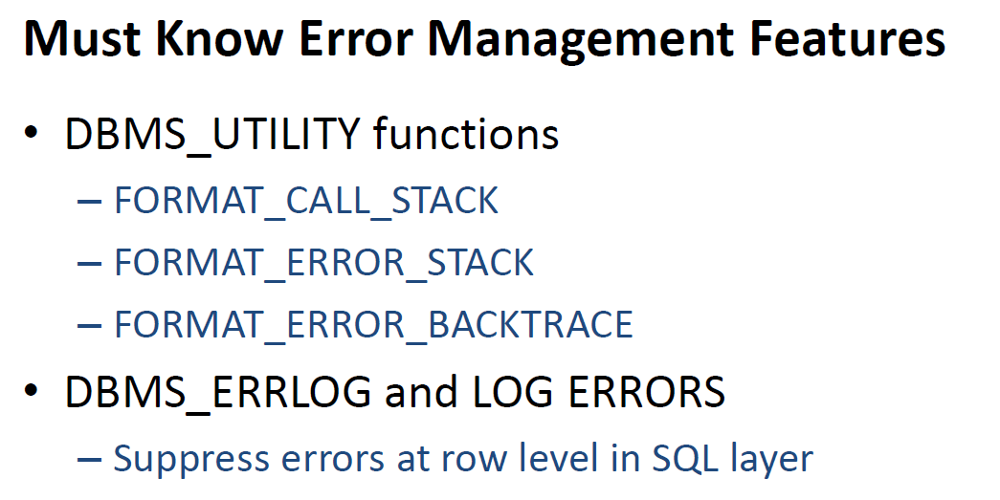 Must Know Error Management Features
• DBMS_UTILITY functions
– FORMAT_CALL_STACK
– FORMAT_ERROR_STACK
– FORMAT_ERROR_BACKTRACE
• DBMS_ERRLOG and LOG ERRORS
– Suppress errors at row level in SQL layer